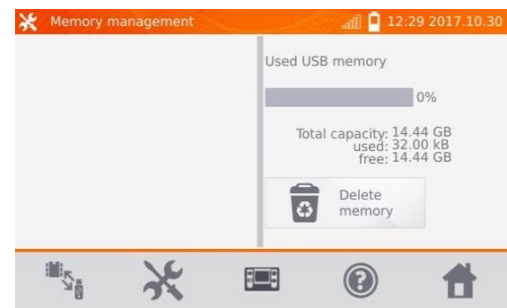 Memory management
12:29 2017.10.30
Used USB memory
0%
Total capacity: 14.44 GB
used: 32.00 kB
free: 14.44 GB
Delete
memory
?